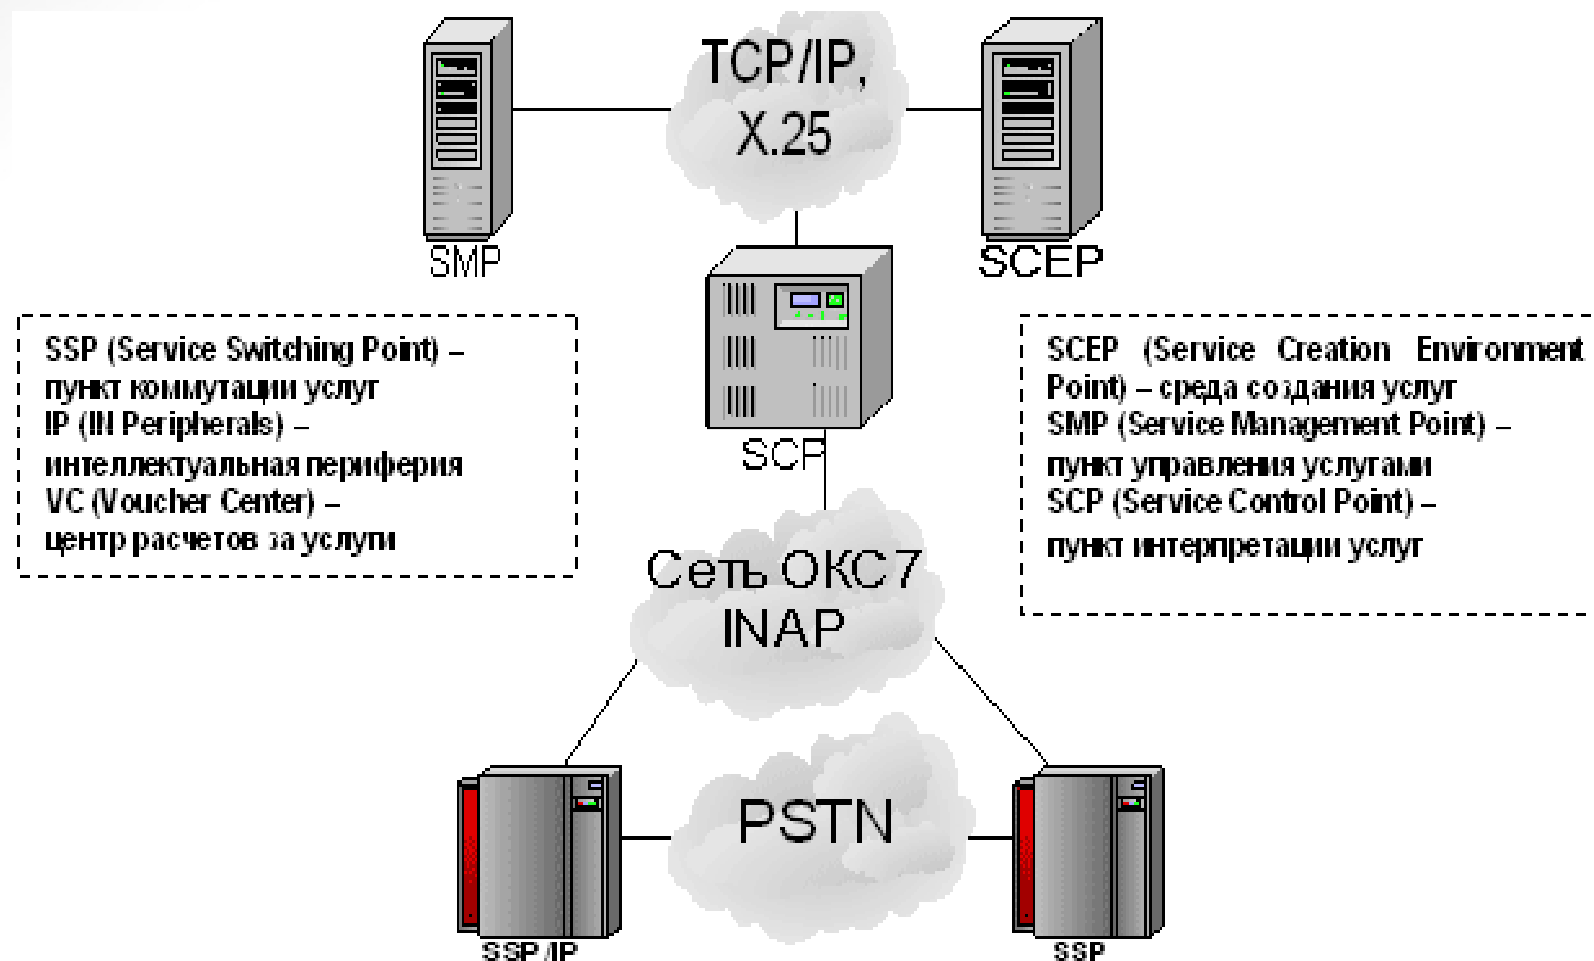 TCP/IP,
X.25
SMP
SCEP
SSP (Service Switching Point) –
пункт коммутации услуг
IP (IN Peripherals) –
интеллектуальная периферия
VC (Voucher Center) –
центр расчетов за услуги
SCP
SCEP (Service Creation Environment
Point) – среда создания услуг
SMP (Service Management Point) –
пункт управления услугами
SCP (Service Control Point) –
пункт интерпретации услуг
Сеть ОКС7
INAP
PSTN
SSP/IP
SSP